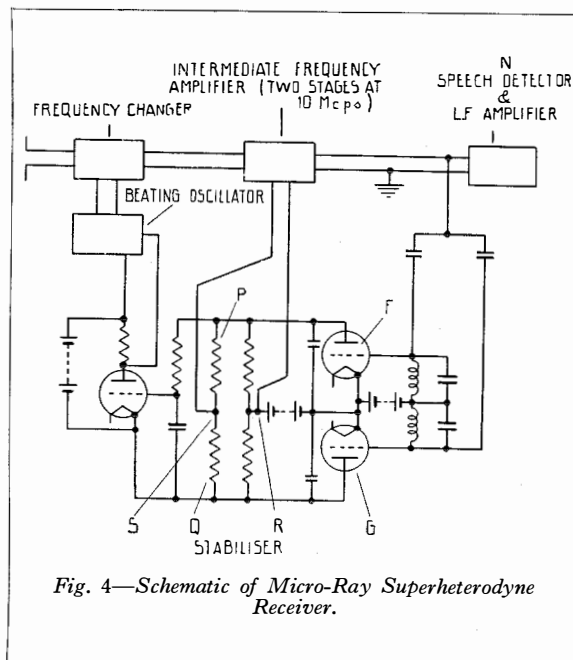 N
INTERMEDIATE FREQUENCY
AMPLIFIER (TWO STAGES AT
10 Mcps)
SPEECH DETECTOR
&
L.F AMPLIFIER
FREQUENCY CHANGER
BEATING OSCILLATOR
P
F
S
Q
R
G
STABILISER
Fig. 4—Schematic of Micro-Ray Superheterodyne
Receiver.